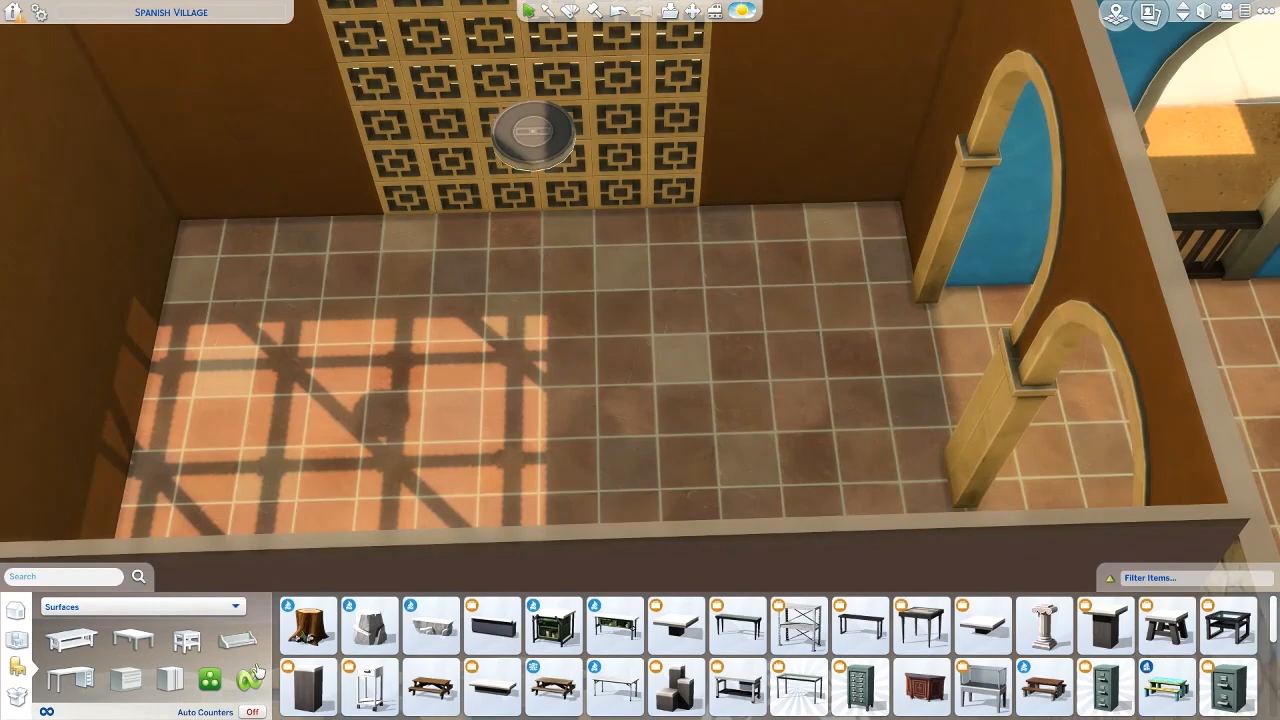 SPANISH VILLAGE
Search
Filter Items...
Surfaces
Auto Counters Off